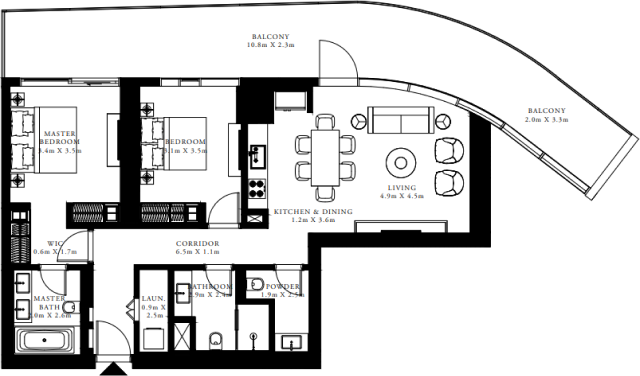 BALCONY
10.8m X 2.3m
BALCONY
2.0m X 3.3m
MASTER
BEDROOM
3.4m X 3.5m
BEDROOM
3.1m X 3.5m
LIVING
4.9m X 4.5m
KITCHEN & DINING
1.2m X 3.6m
WIC
0.6m X 1.7m
CORRIDOR
6.5m X 1.1m
MASTER
BATH
2.0m X 2.6m
LAUN.
0.9m X
2.5m
BATHROOM
2.9m X 2.4m
POWDER
1.9m X 2.5m